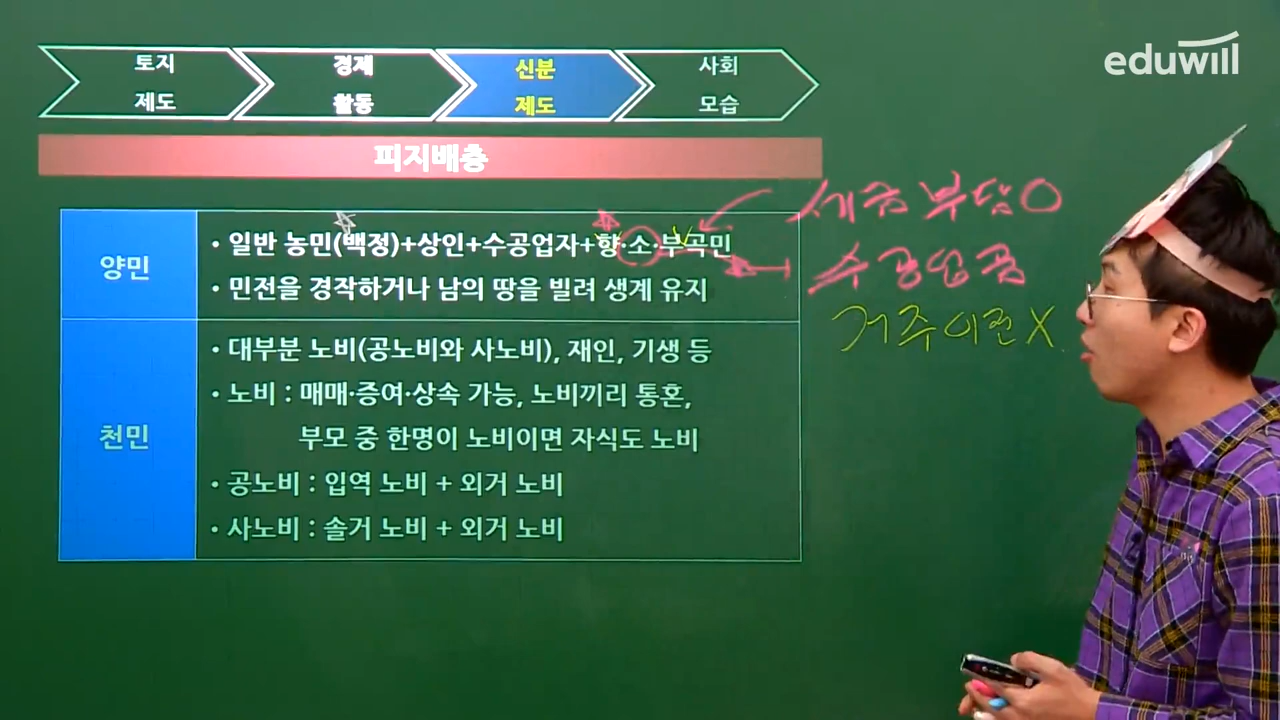 토지
제도
경제
활동
신분
제도
사회
모습
eduwill
피지배층
양민
• 일반 농민(백정)+상인+수공업자+향·소·부곡민
• 민전을 경작하거나 남의 땅을 빌려 생계 유지
세금 부담 O
수공업품
거주 이전 X
천민
• 대부분 노비(공노비와 사노비), 재인, 기생 등
• 노비 : 매매·증여·상속 가능, 노비끼리 통혼,
부모 중 한명이 노비이면 자식도 노비
• 공노비 : 입역 노비 + 외거 노비
• 사노비 : 솔거 노비 + 외거 노비